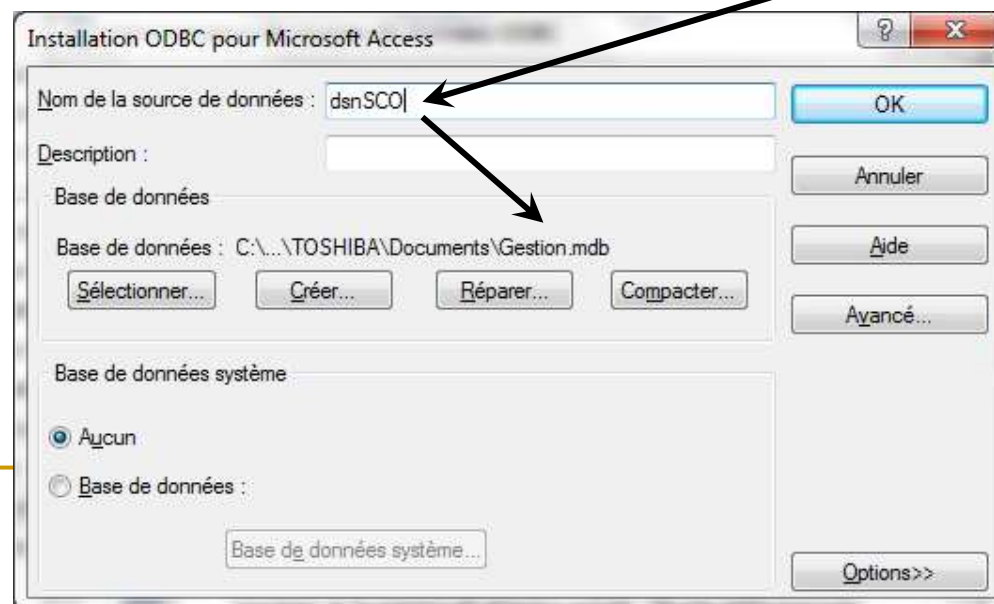 Installation ODBC pour Microsoft Access
Nom de la source de données : dsnSCO
OK
Description :
Annuler
Base de données
Base de données : C:\...\TOSHIBA\Documents\Gestion.mdb
Aide
Sélectionner... Créer... Réparer... Compacter...
Avancé...
Base de données système
Aucun
Base de données :
Base de données système...
Options>>